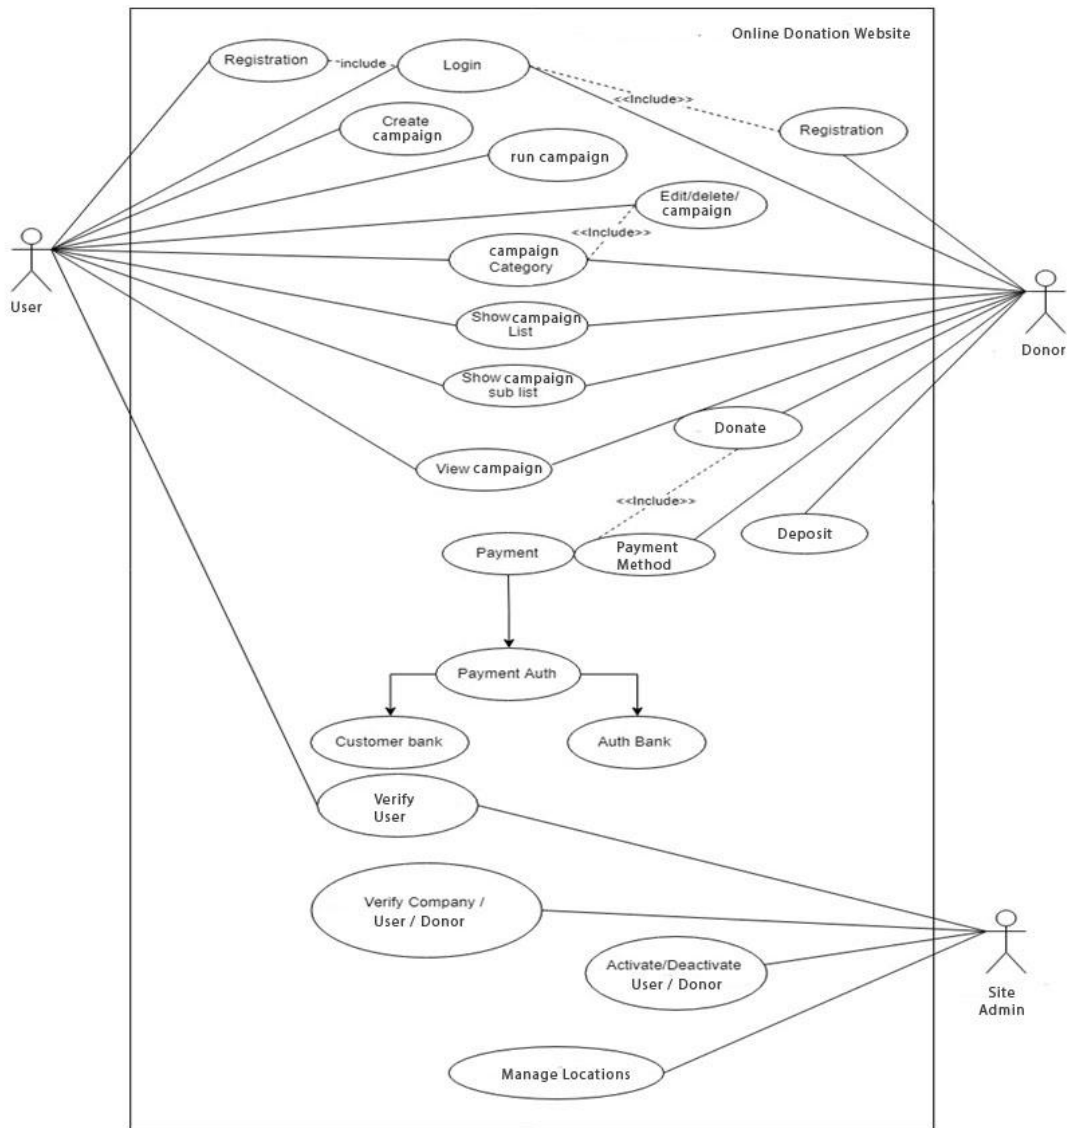 Online Donation Website
Registration
include
Login
<<Include>>
Registration
Create
campaign
run campaign
Edit/delete/
campaign
<<Include>>
campaign
Category
User
Show campaign
List
Donor
Show campaign
sub list
Donate
View campaign
<<Include>>
Deposit
Payment
Payment
Method
Payment Auth
Customer bank
Auth Bank
Verify
User
Verify Company /
User / Donor
Activate/Deactivate
User / Donor
Site
Admin
Manage Locations